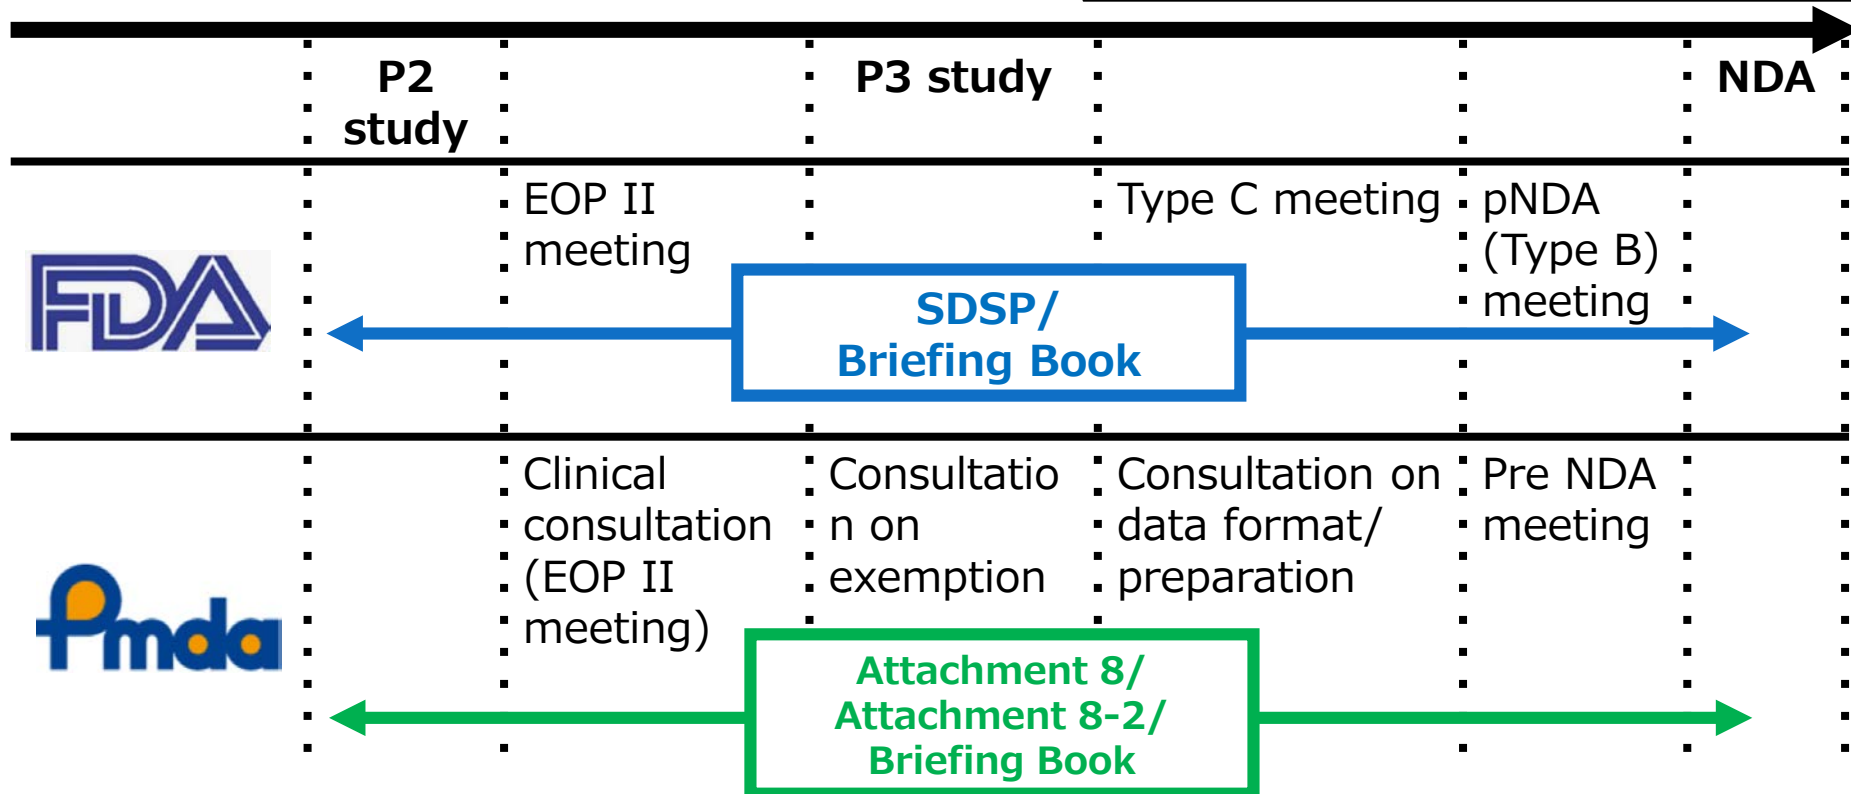 P2
study
P3 study
NDA
FDA
EOP II
meeting
Type C meeting
pNDA
(Type B)
meeting
SDSP/
Briefing Book
Pmda
Clinical
consultation
(EOP II
meeting)
Consultatio
n on
exemption
Consultation on
data format/
preparation
Pre NDA
meeting
Attachment 8/
Attachment 8-2/
Briefing Book